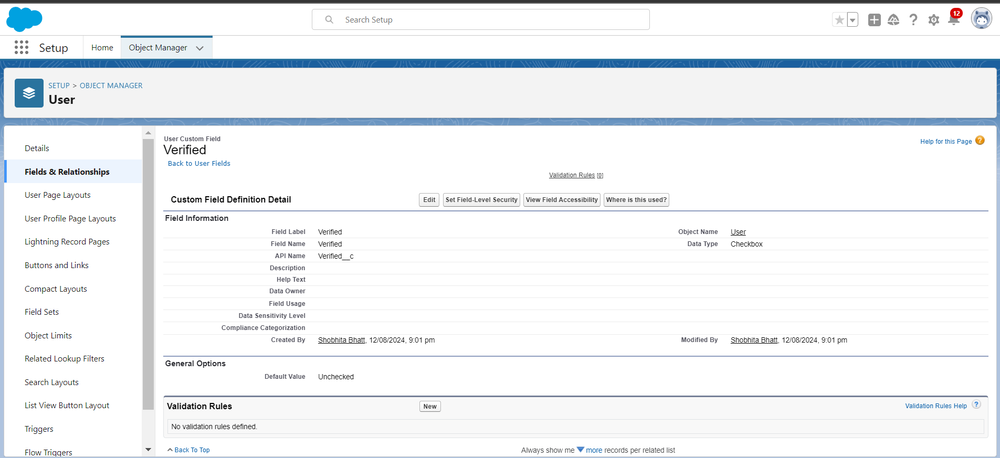 Search Setup
12
Setup
Home
Object Manager
SETUP > OBJECT MANAGER
User
Details
Fields & Relationships
User Page Layouts
User Profile Page Layouts
Lightning Record Pages
Buttons and Links
Compact Layouts
Field Sets
Object Limits
Related Lookup Filters
Search Layouts
List View Button Layout
Triggers
Flow Triggers
User Custom Field
Verified
Back to User Fields
Help for this Page ?
Validation Rules [0]
Custom Field Definition Detail
Edit
Set Field-Level Security
View Field Accessibility
Where is this used?
Field Information
Field Label Verified
Object Name User
Field Name Verified
Data Type Checkbox
API Name Verified__c
Description
Help Text
Data Owner
Field Usage
Data Sensitivity Level
Compliance Categorization
Created By Shobhita Bhatt, 12/08/2024, 9:01 pm
Modified By Shobhita Bhatt, 12/08/2024, 9:01 pm
General Options
Default Value Unchecked
Validation Rules
New
Validation Rules Help ?
No validation rules defined.
Back To Top
Always show me more records per related list